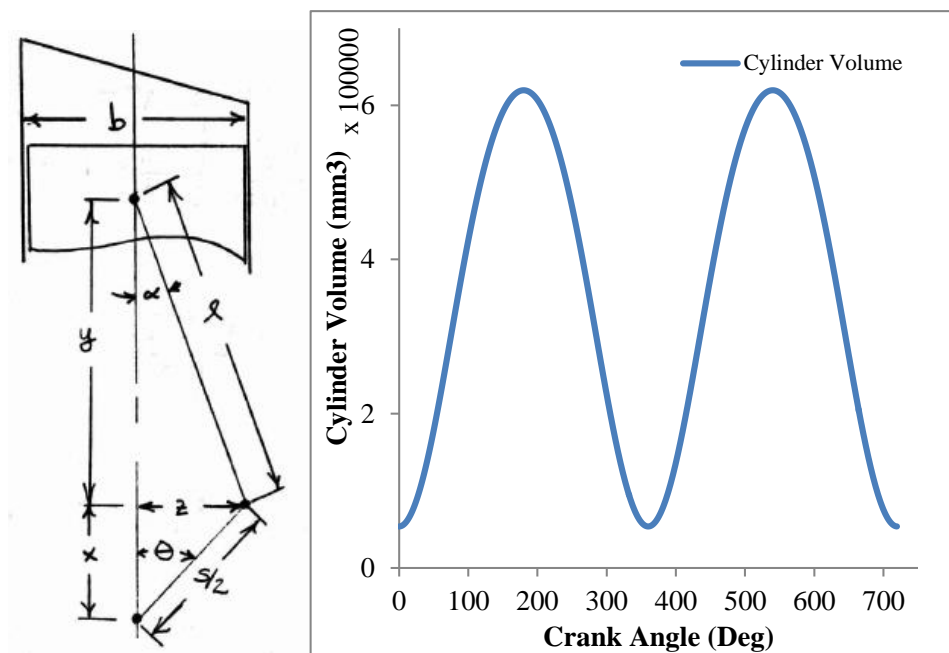 b
α
l
y
z
x
θ
S/2
Cylinder Volume
x 100000
Cylinder Volume (mm3)
6
4
2
0
0 100 200 300 400 500 600 700
Crank Angle (Deg)